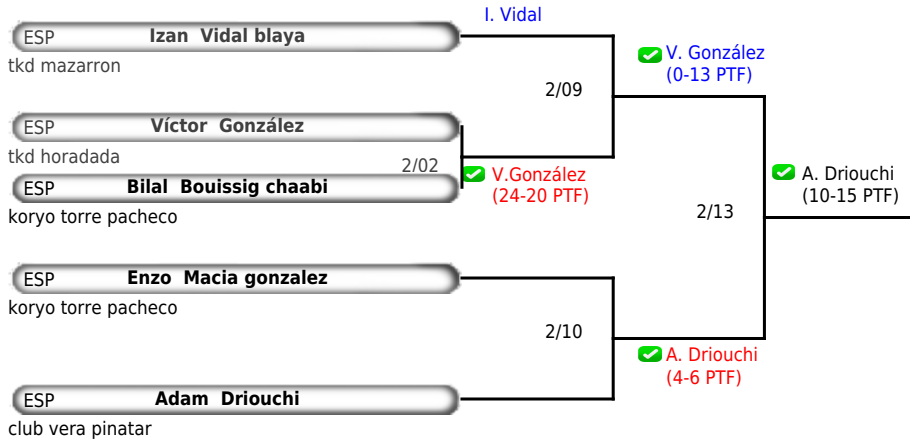 I. Vidal
ESP Izan Vidal blaya
tkd mazarron
V. González
(0-13 PTF)
2/09
ESP Víctor González
tkd horadada
2/02
V.González
(24-20 PTF)
ESP Bilal Bouissig chaabi
koryo torre pacheco
A. Driouchi
(10-15 PTF)
2/13
ESP Enzo Macia gonzalez
koryo torre pacheco
2/10
A. Driouchi
(4-6 PTF)
ESP Adam Driouchi
club vera pinatar